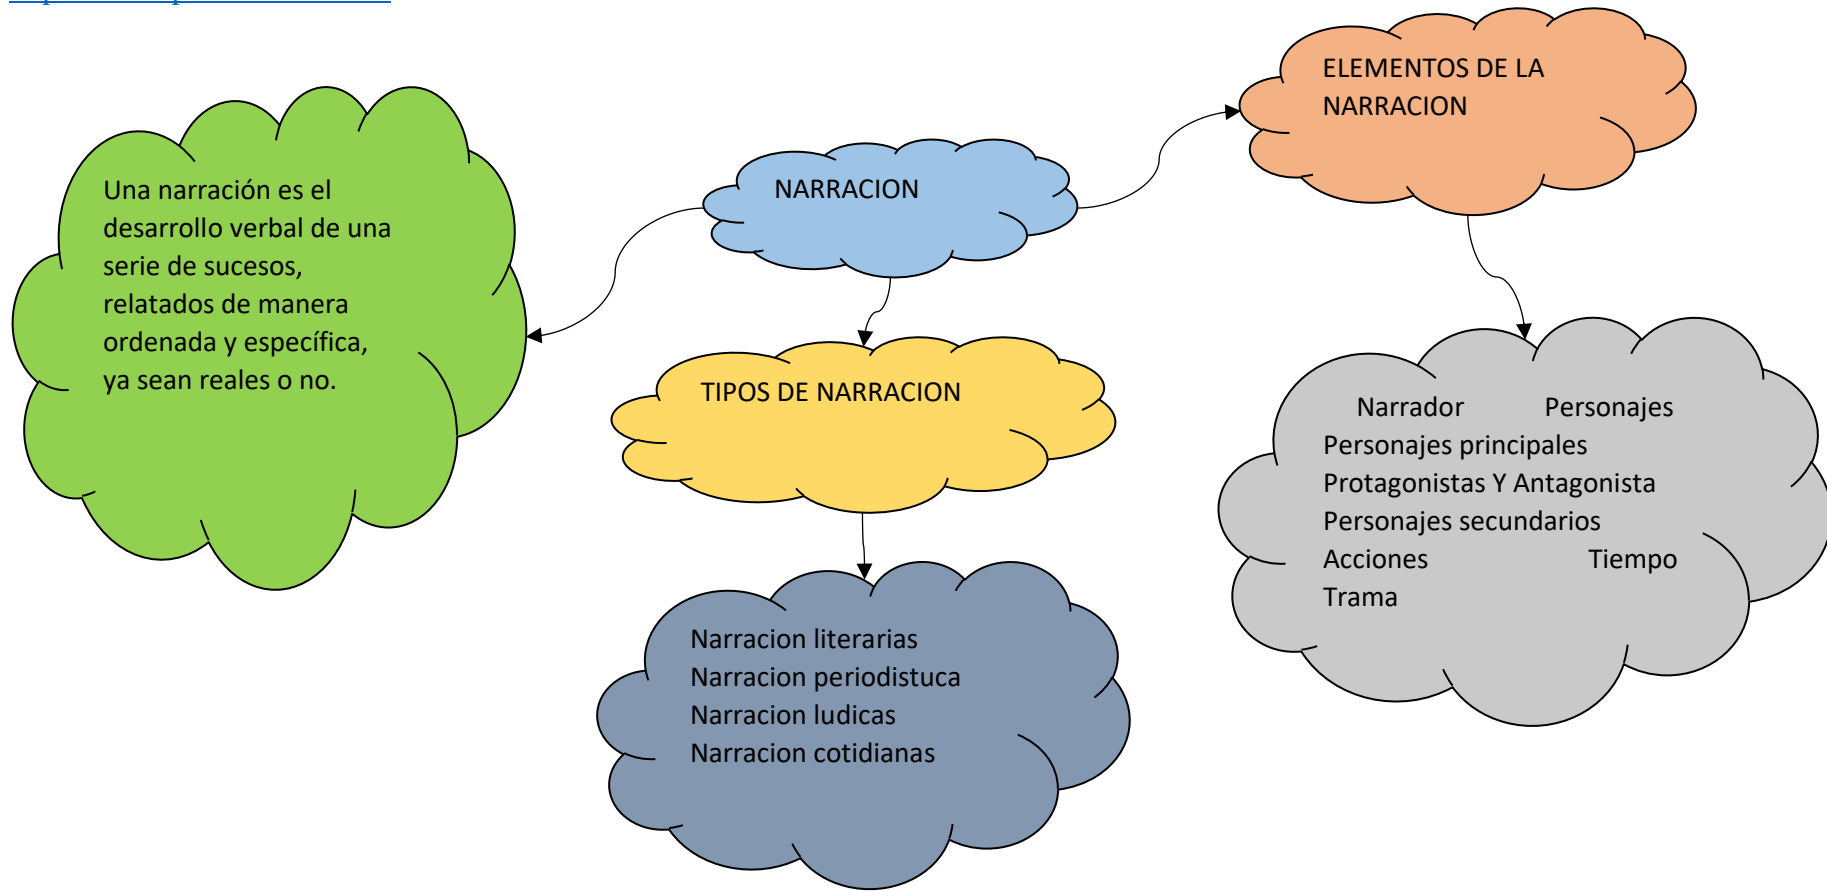 NARRACION
Una narración es el
desarrollo verbal de una
serie de sucesos,
relatados de manera
ordenada y específica,
ya sean reales o no.
TIPOS DE NARRACION
Narracion literarias
Narracion periodistuca
Narracion ludicas
Narracion cotidianas
ELEMENTOS DE LA
NARRACION
Narrador Personajes
Personajes principales
Protagonistas Y Antagonista
Personajes secundarios
Acciones Tiempo
Trama